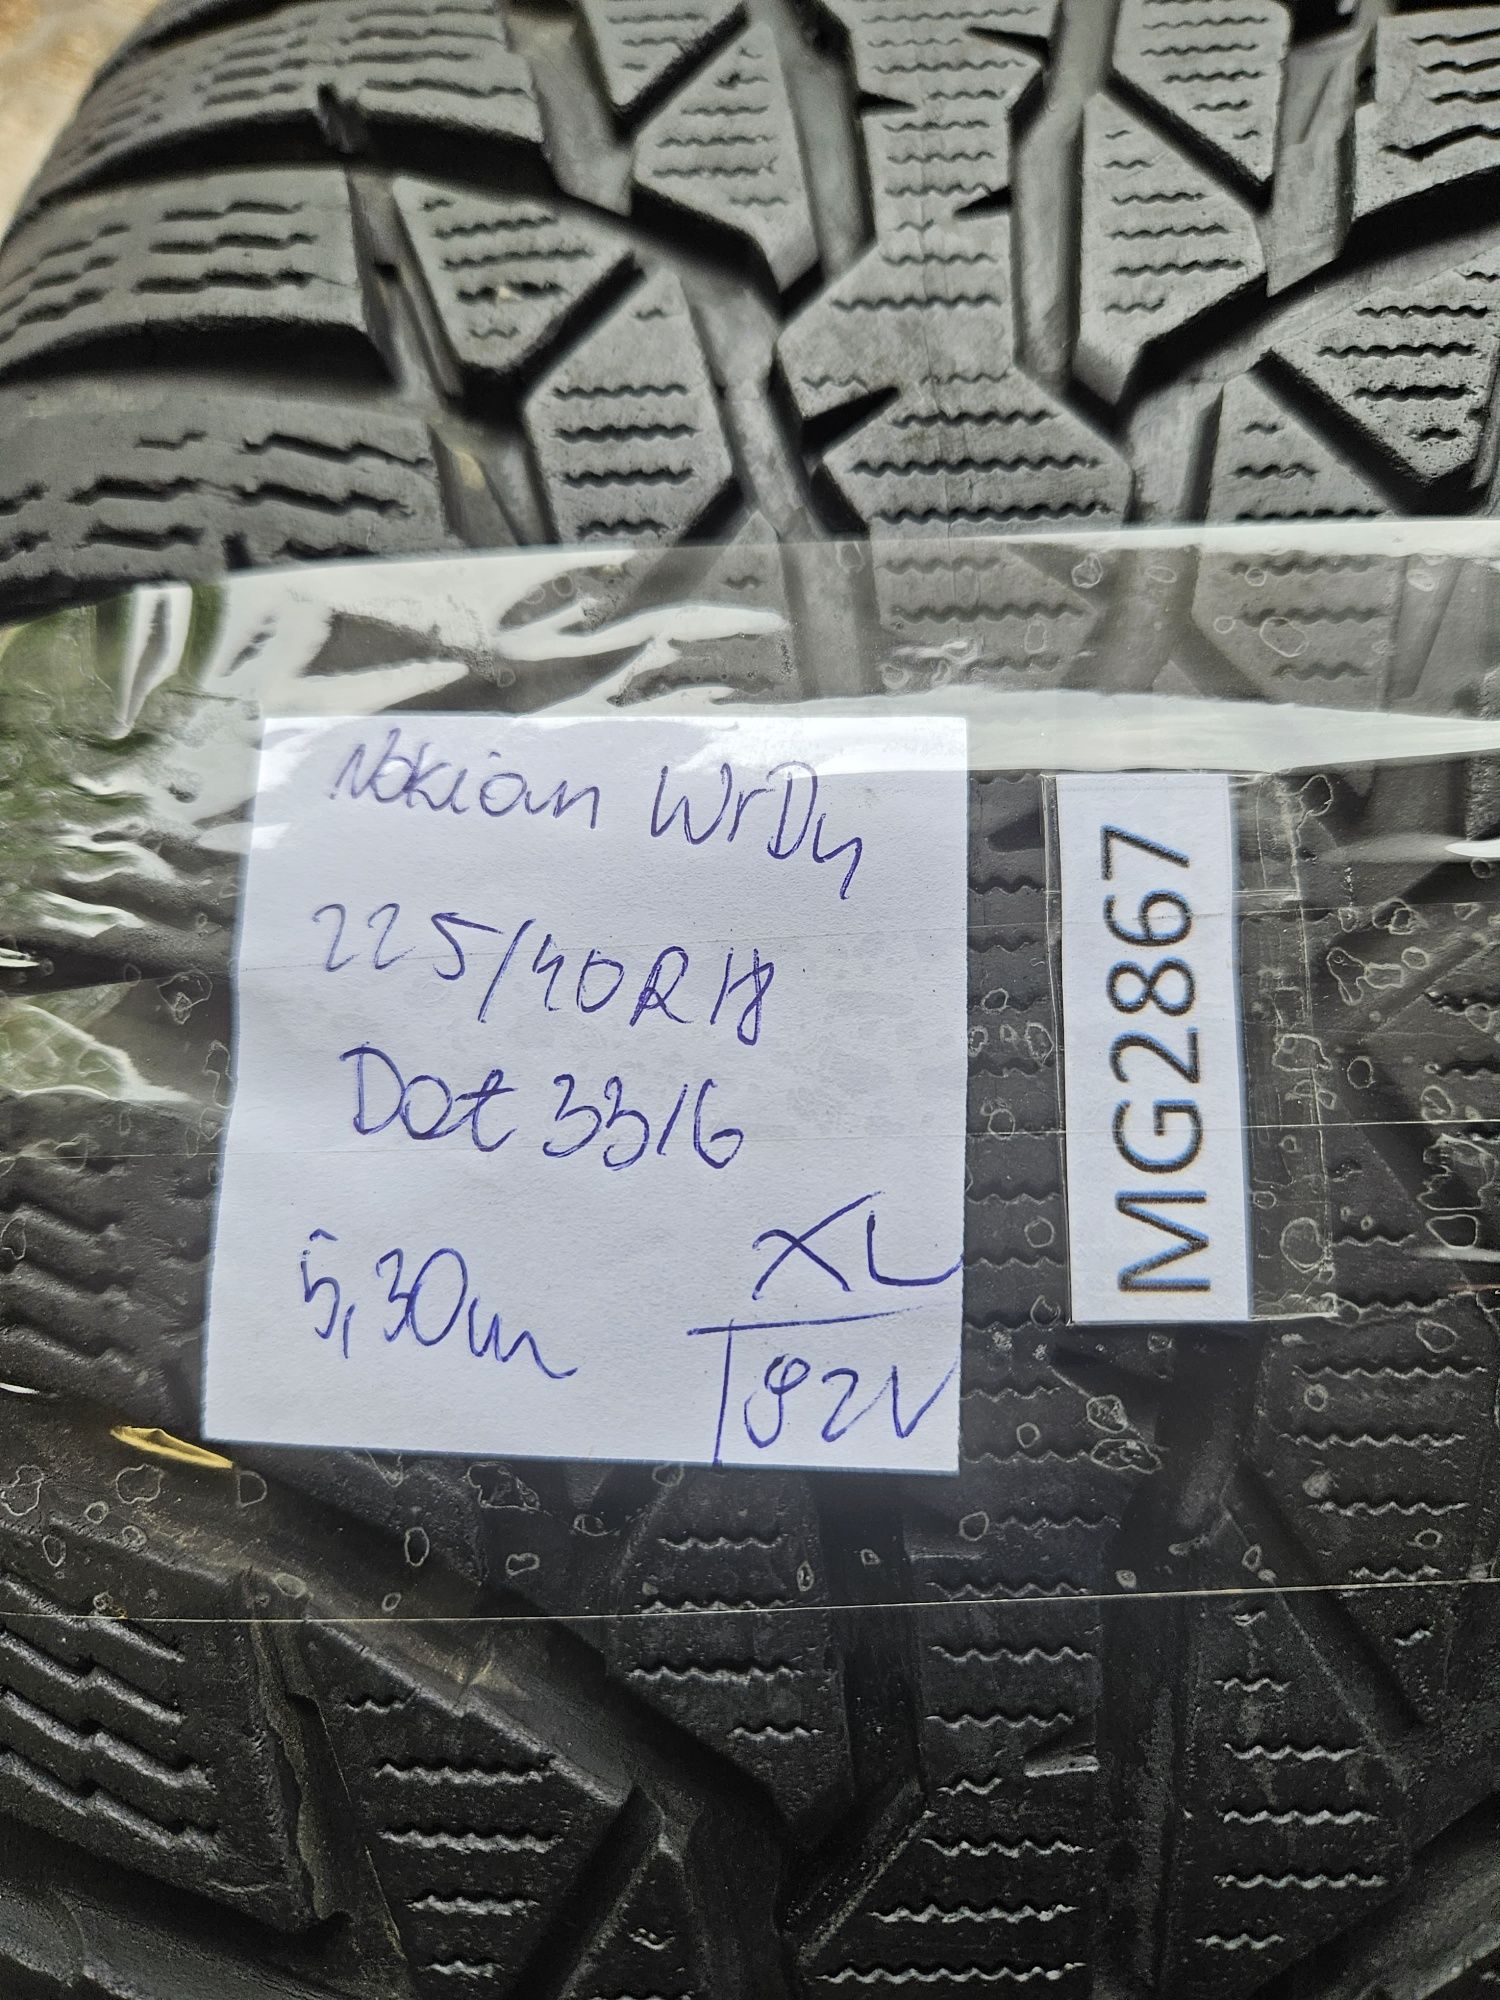 Nokian WrD4
225/40R18
Dot 3316
5,30m
XL
92V
MG2867